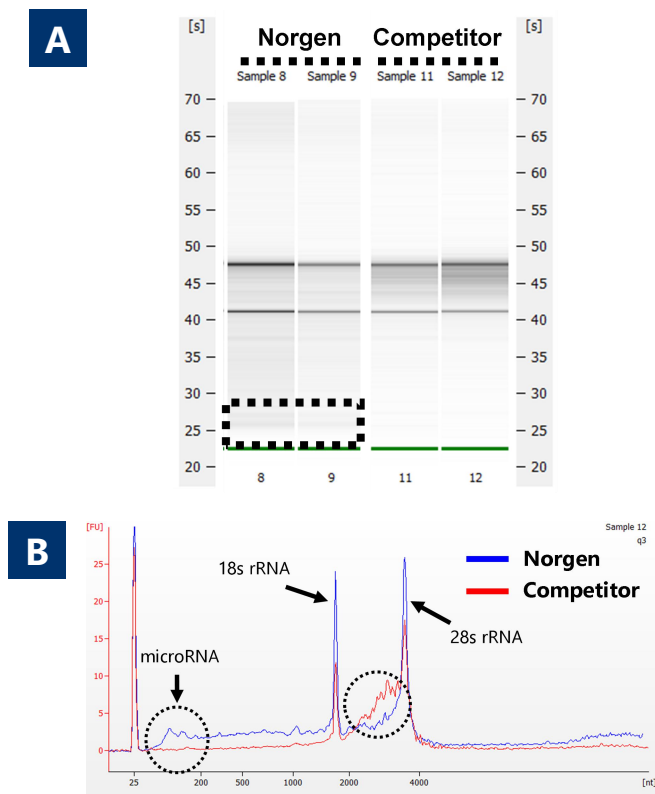 A
[s] Norgen Competitor [s]
Sample 8 Sample 9 Sample 11 Sample 12
70 70
65 65
60 60
55 55
50 50
45 45
40 40
35 35
30 30
25 25
20 20
8 9 11 12
B
[FU] Sample 12
q3
25
20
15
10
5
0
Norgen
Competitor
18s rRNA
28s rRNA
microRNA
25 200 500 1000 2000 4000 [nt]